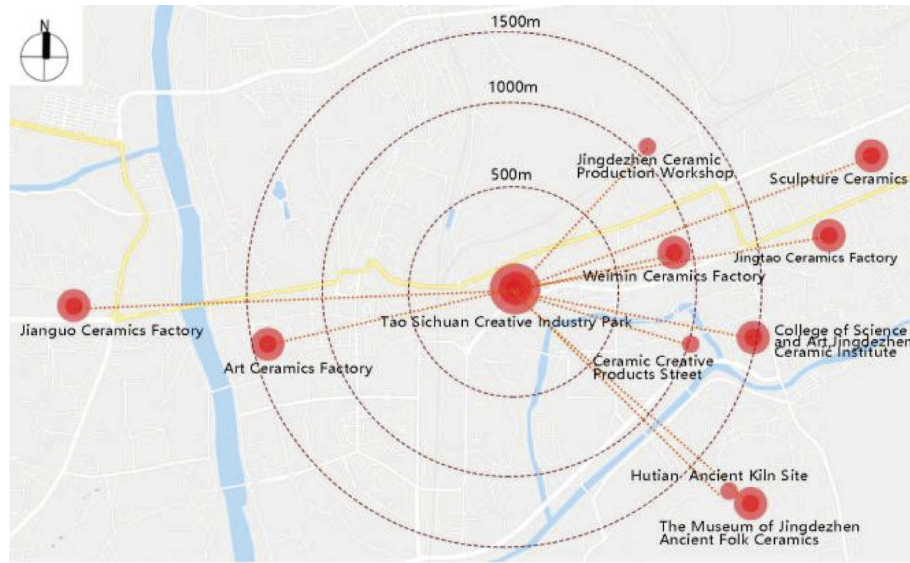 N
1500m
1000m
500m
Jingdezhen Ceramic
Production Workshop
Sculpture Ceramics
Jingtao Ceramics Factory
Weimin Ceramics Factory
Tao Sichuan Creative Industry Park
Jianguo Ceramics Factory
Art Ceramics Factory
College of Science
and Art Jingdezhen
Ceramic Institute
Ceramic Creative
Products Street
Hutian Ancient Kiln Site
The Museum of Jingdezhen
Ancient Folk Ceramics